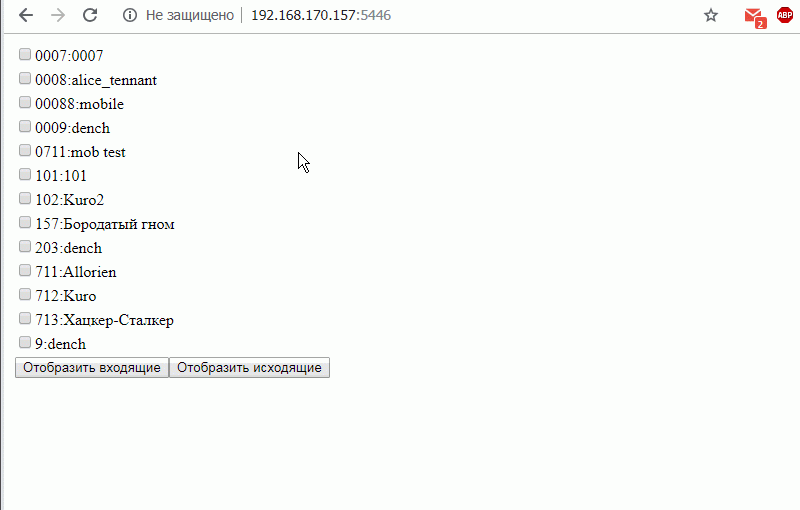 Не защищено 192.168.170.157:5446 2 ABP
0007:0007
0008:alice_tennant
00088:mobile
0009:dench
0711:mob test
101:101
102:Kuro2
157:Бородатый гном
203:dench
711:Allorien
712:Kuro
713:Хацкер-Сталкер
9:dench
Отобразить входящие Отобразить исходящие